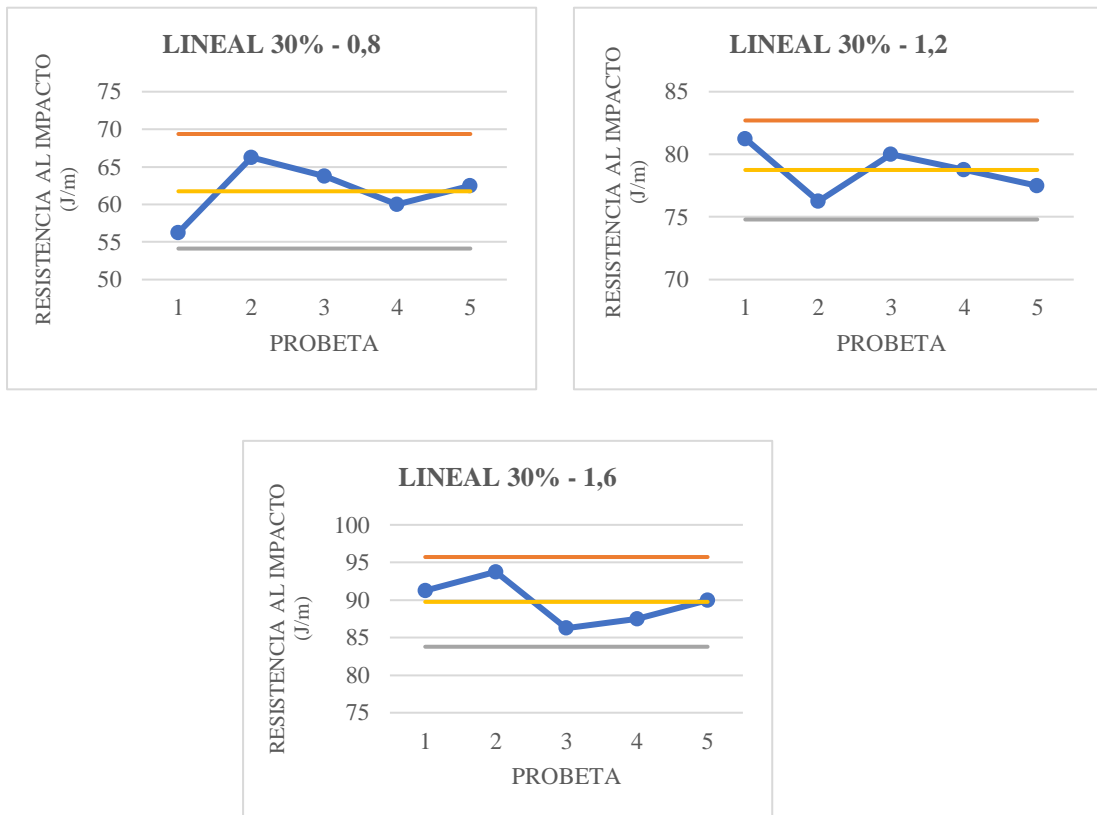 LINEAL 30% - 0,8
RESISTENCIA AL IMPACTO
(J/m)
75
70
65
60
55
50
1 2 3 4 5
PROBETA
LINEAL 30% - 1,2
RESISTENCIA AL IMPACTO
(J/m)
85
80
75
70
1 2 3 4 5
PROBETA
LINEAL 30% - 1,6
RESISTENCIA AL IMPACTO
(J/m)
100
95
90
85
80
75
1 2 3 4 5
PROBETA